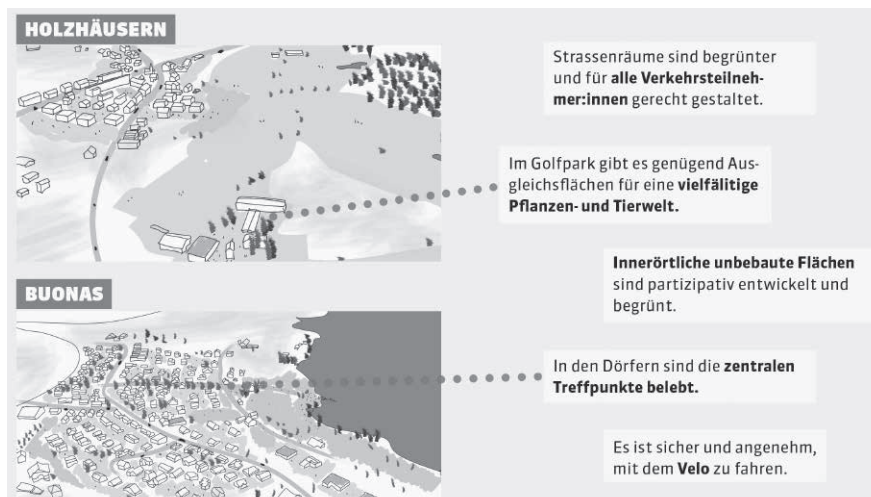 HOLZHÄUSERN
Strassenräume sind begrünter
und für alle Verkehrsteilneh-
mer:innen gerecht gestaltet.
Im Golfpark gibt es genügend Aus-
gleichsflächen für eine vielfälitige
Pflanzen- und Tierwelt.
Innerörtliche unbebaute Flächen
sind partizipativ entwickelt und
begrünt.
BUONAS
In den Dörfern sind die zentralen
Treffpunkte belebt.
Es ist sicher und angenehm,
mit dem Velo zu fahren.